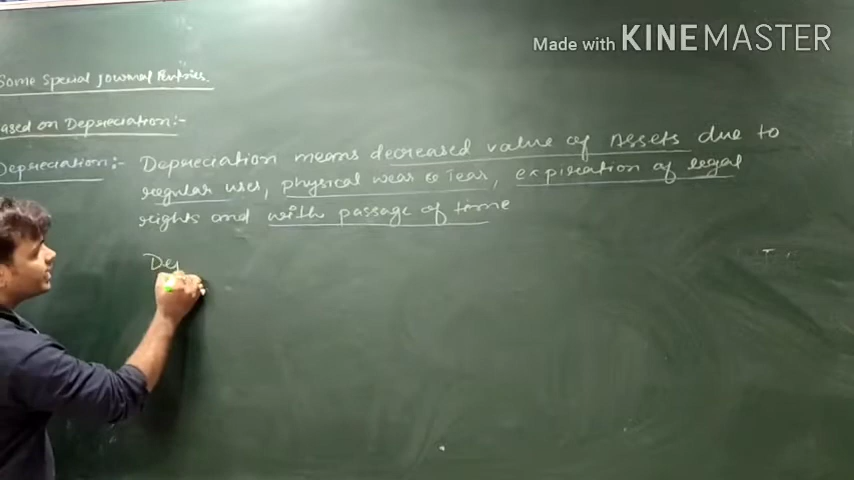 Made with KINEMASTER
Some Special Journal Entries.
Based on Depreciation:-
Depreciation:- Depreciation means decreased value of Assets due to
regular uses, physical wear & Tear, expiration of legal
rights and with passage of time
Dep